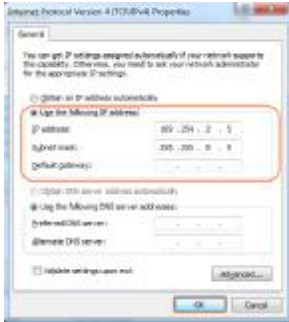 Internet Protocol Version 4 (TCP/IPv4) Properties
General
You can get IP settings assigned automatically if your network supports
this capability. Otherwise, you need to ask your network administrator
for the appropriate IP settings.
Obtain an IP address automatically
Use the following IP address:
IP address: 169 . 254 . 2 . 5
Subnet mask: 255 . 255 . 0 . 0
Default gateway: . . .
Obtain DNS server address automatically
Use the following DNS server addresses:
Preferred DNS server: . . .
Alternate DNS server: . . .
Validate settings upon exit
Advanced...
OK Cancel